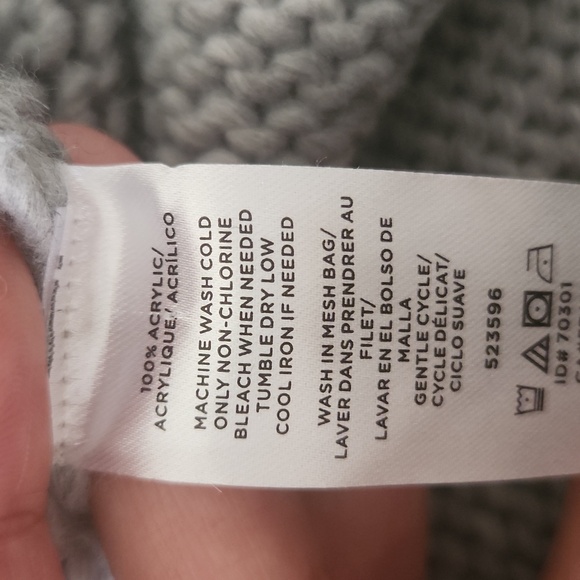 100% ACRYLIC/
ACRYLIQUE/ ACRÍLICO
MACHINE WASH COLD
ONLY NON-CHLORINE
BLEACH WHEN NEEDED
TUMBLE DRY LOW
COOL IRON IF NEEDED
WASH IN MESH BAG/
LAVER DANS PRENDRER AU
FILET/
LAVAR EN EL BOLSO DE
MALLA
GENTLE CYCLE/
CYCLE DÉLICAT/
CICLO SUAVE
523596
ID# 70301